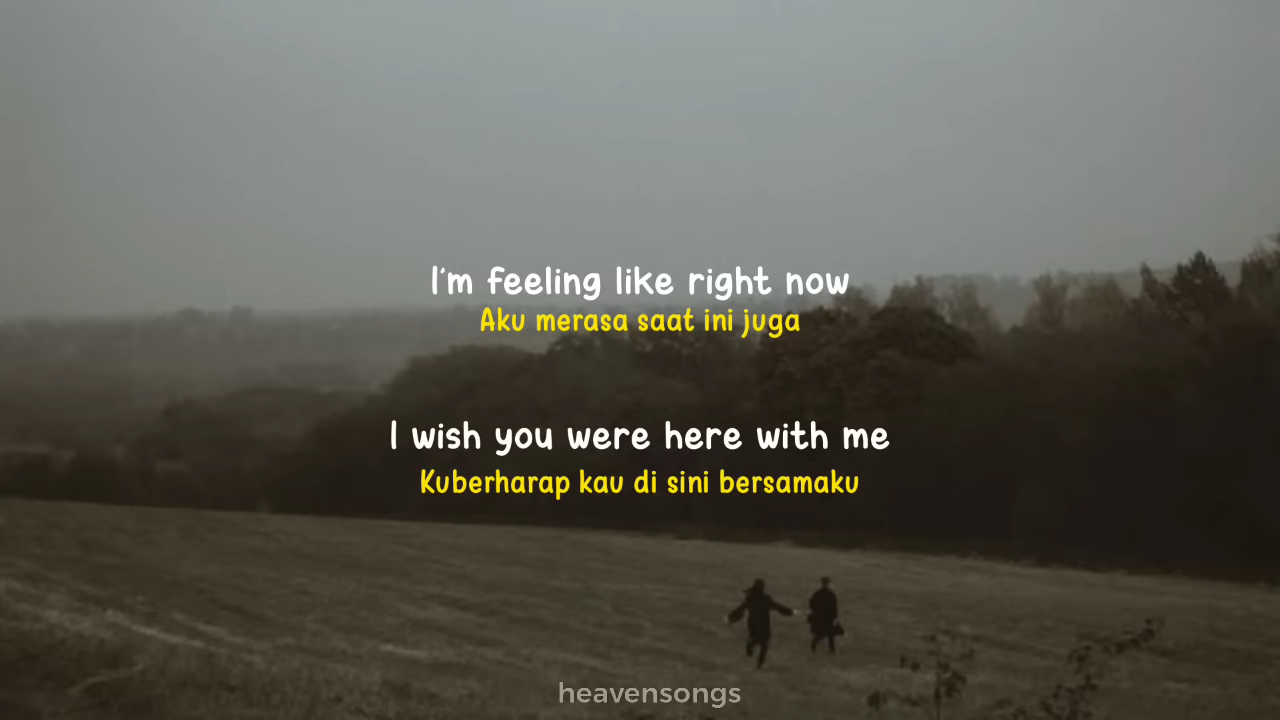 I'm feeling like right now
Aku merasa saat ini juga
I wish you were here with me
Kuberharap kau di sini bersamaku
heavensongs